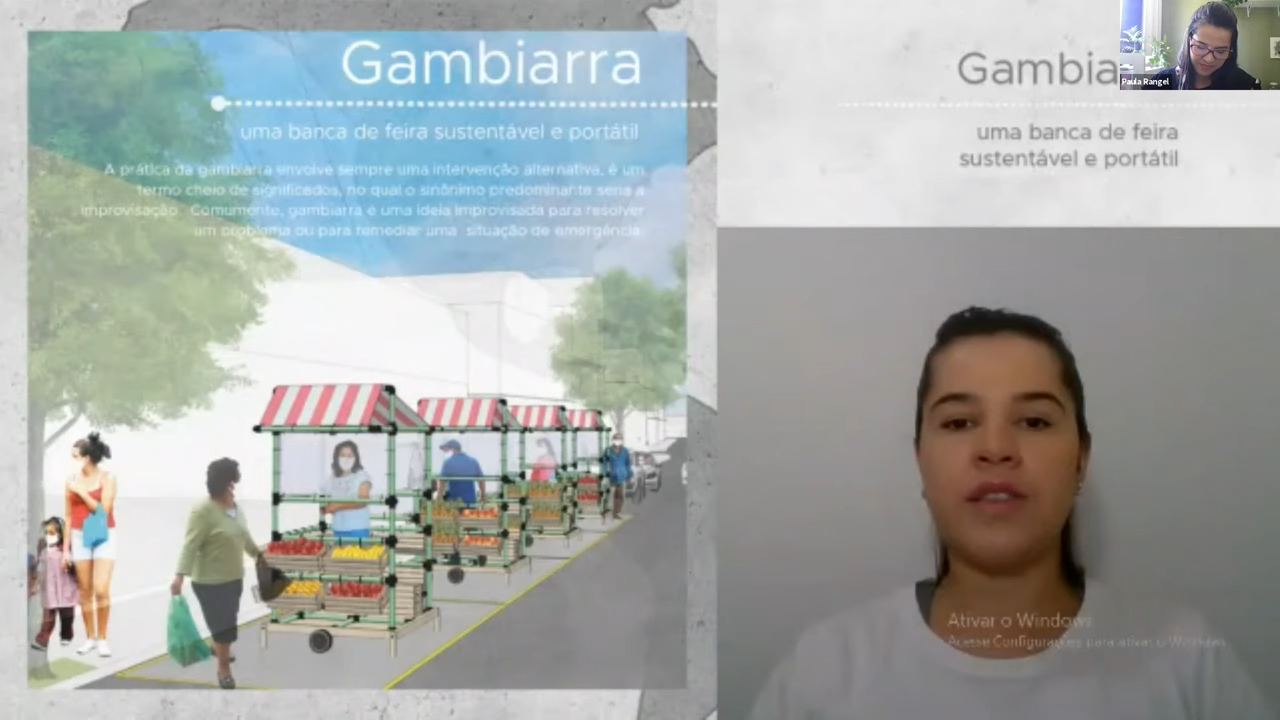 Gambiarra
uma banca de feira sustentável e portátil
A prática da gambiarra envolve sempre uma intervenção alternativa, é um
termo cheio de significados, no qual o sinônimo predominante seria a
improvisação. Comumente, gambiarra é uma ideia improvisada para resolver
um problema ou para remediar uma situação de emergência.
Gambia
uma banca de feira
sustentável e portátil
Paula Rangel
Ativar o Windows
Acesse Configurações para ativar o Windows.